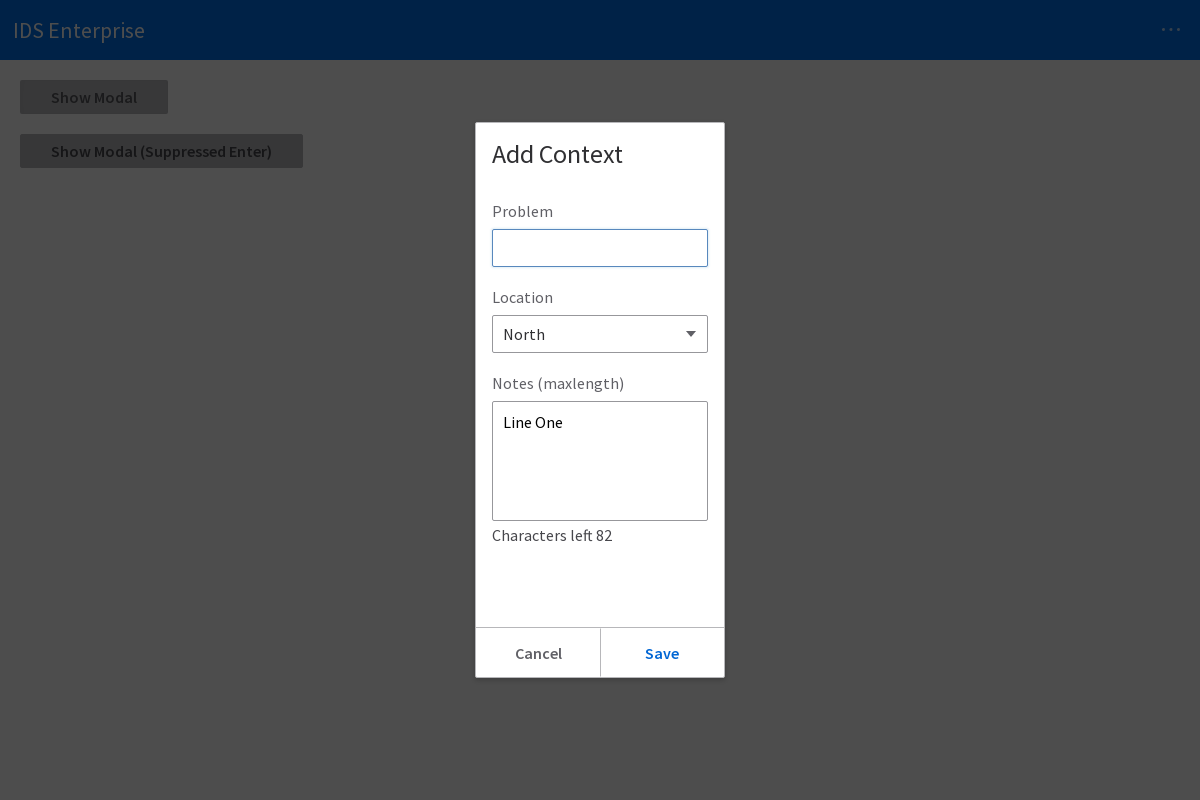 IDS Enterprise
Show Modal
Show Modal (Suppressed Enter)
Add Context
Problem
Location
North
Notes (maxlength)
Line One
Characters left 82
Cancel
Save